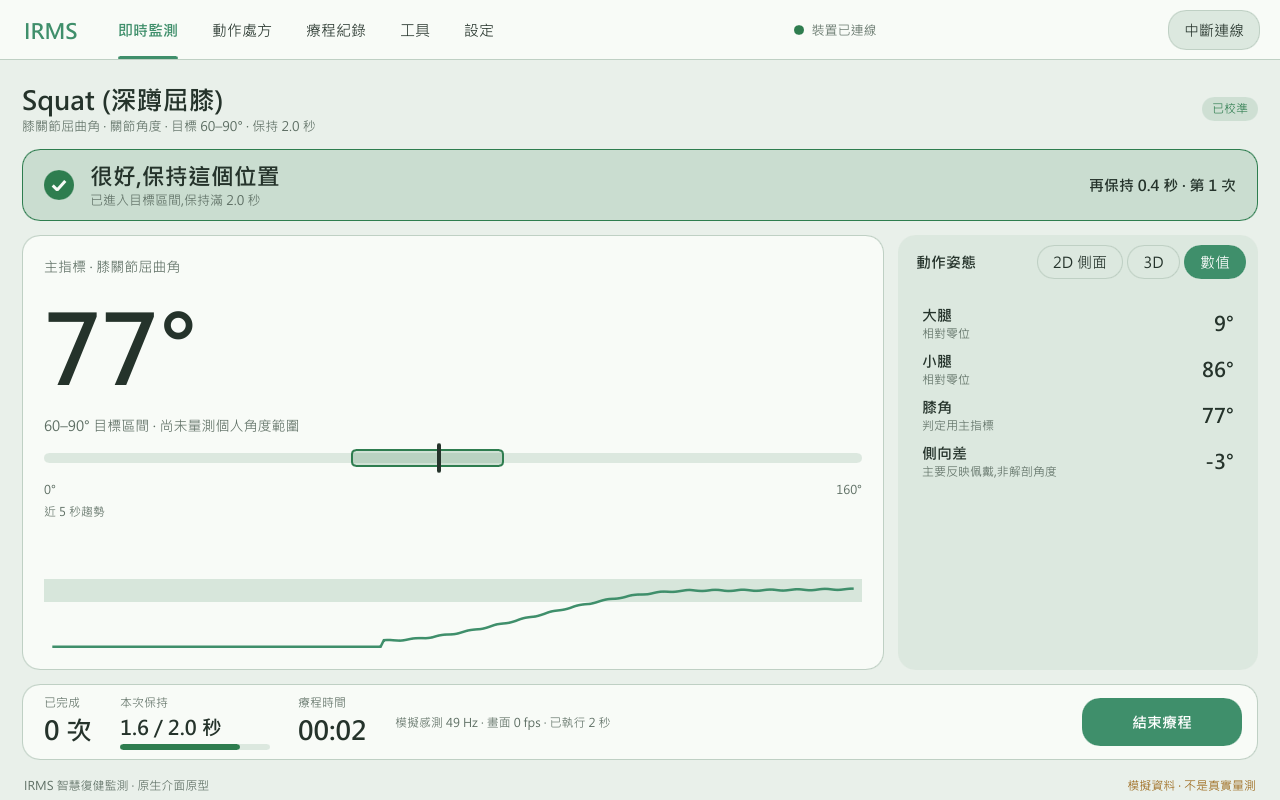 IRMS
即時監測
動作處方
療程紀錄
工具
設定
裝置已連線
中斷連線
Squat (深蹲屈膝)
膝關節屈曲角 · 關節角度 · 目標 60–90° · 保持 2.0 秒
已校準
很好,保持這個位置
已進入目標區間,保持滿 2.0 秒
再保持 0.4 秒 · 第 1 次
主指標 · 膝關節屈曲角
77°
60–90° 目標區間 · 尚未量測個人角度範圍
0°
160°
近 5 秒趨勢
動作姿態
2D 側面
3D
數值
大腿
相對零位
9°
小腿
相對零位
86°
膝角
判定用主指標
77°
側向差
主要反映佩戴,非解剖角度
-3°
已完成
0 次
本次保持
1.6 / 2.0 秒
療程時間
00:02
模擬感測 49 Hz · 畫面 0 fps · 已執行 2 秒
結束療程
IRMS 智慧復健監測 · 原生介面原型
模擬資料 · 不是真實量測